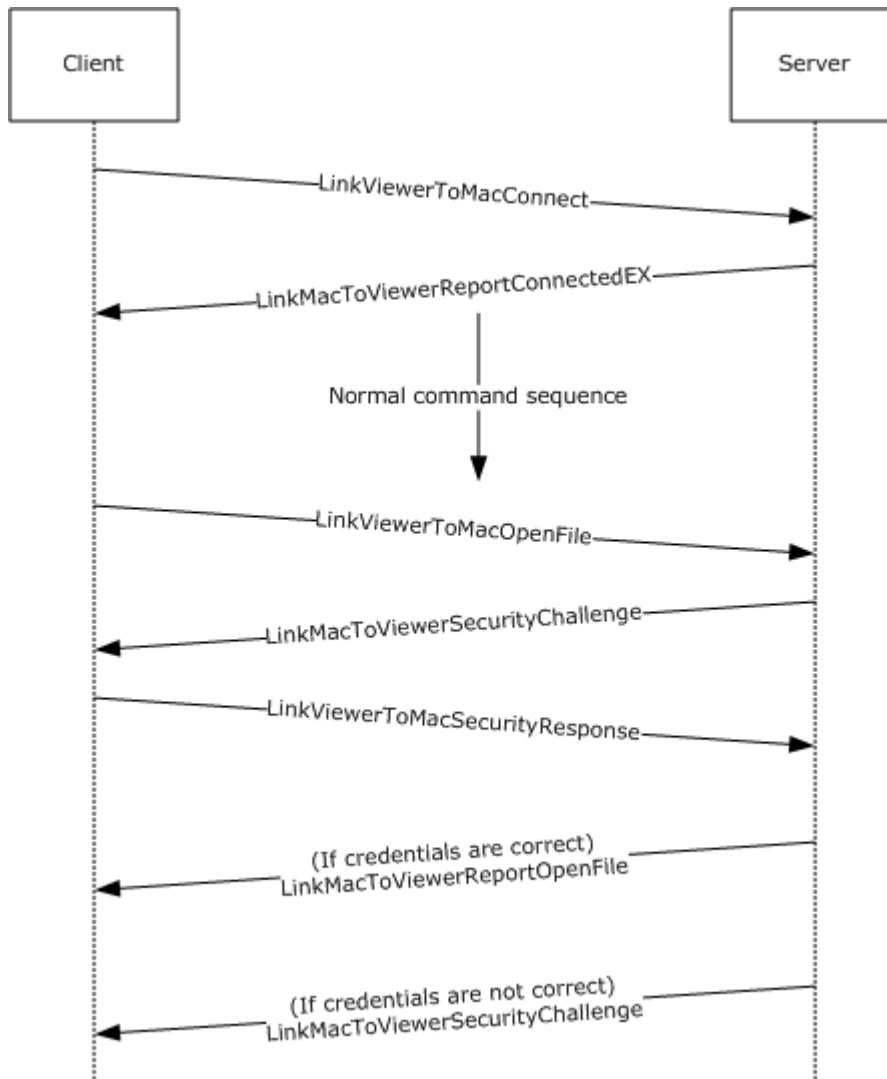 Client
Server
LinkViewerToMacConnect
LinkMacToViewerReportConnectedEX
Normal command sequence
LinkViewerToMacOpenFile
LinkMacToViewerSecurityChallenge
LinkViewerToMacSecurityResponse
(If credentials are correct)
LinkMacToViewerReportOpenFile
(If credentials are not correct)
LinkMacToViewerSecurityChallenge